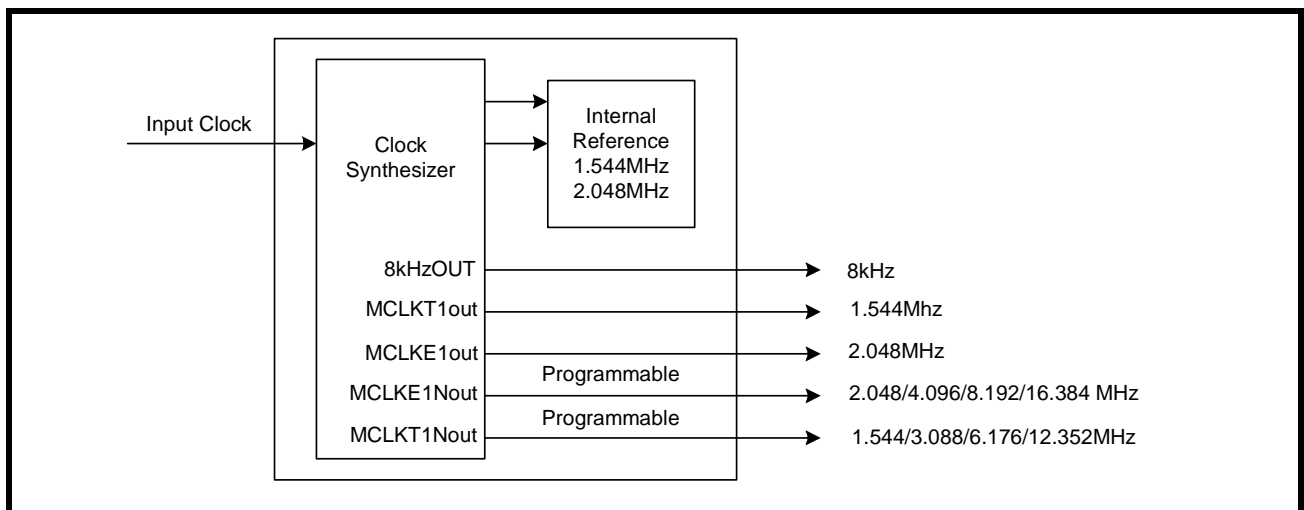 Input Clock
Clock
Synthesizer
Internal
Reference
1.544MHz
2.048MHz
8kHzOUT
8kHz
MCLKT1out
1.544Mhz
MCLKE1out
2.048MHz
MCLKE1Nout
Programmable
2.048/4.096/8.192/16.384 MHz
MCLKT1Nout
Programmable
1.544/3.088/6.176/12.352MHz